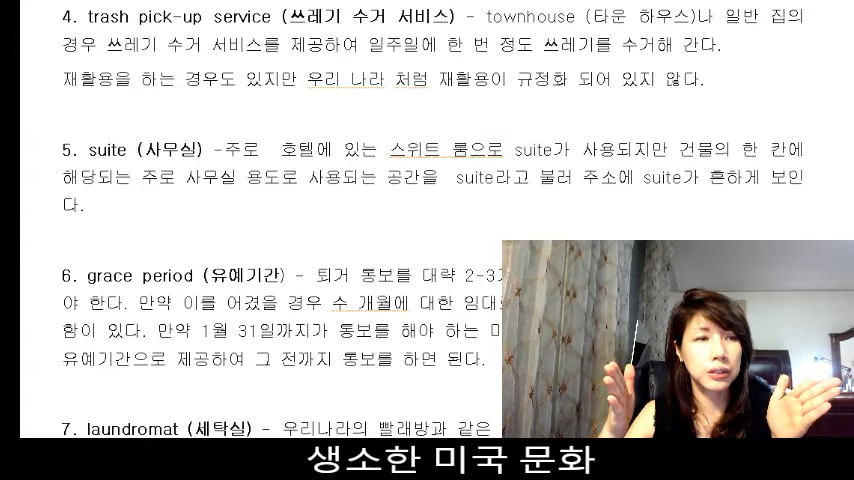 4. trash pick-up service (쓰레기 수거 서비스) - townhouse (타운 하우스)나 일반 집의
경우 쓰레기 수거 서비스를 제공하여 일주일에 한 번 정도 쓰레기를 수거해 간다.
재활용을 하는 경우도 있지만 우리 나라 처럼 재활용이 규정화 되어 있지 않다.
5. suite (사무실) -주로 호텔에 있는 스위트 룸으로 suite가 사용되지만 건물의 한 칸에
해당되는 주로 사무실 용도로 사용되는 공간을 suite라고 불러 주소에 suite가 흔하게 보인
다.
6. grace period (유예기간) - 퇴거 통보를 대략 2-3
야 한다. 만약 이를 어겼을 경우 수 개월에 대한 임대
함이 있다. 만약 1월 31일까지가 통보를 해야 하는
유예기간으로 제공하여 그 전까지 통보를 하면 된다.
7. laundromat (세탁실) - 우리나라의 빨래방과 같은
생소한 미국 문화